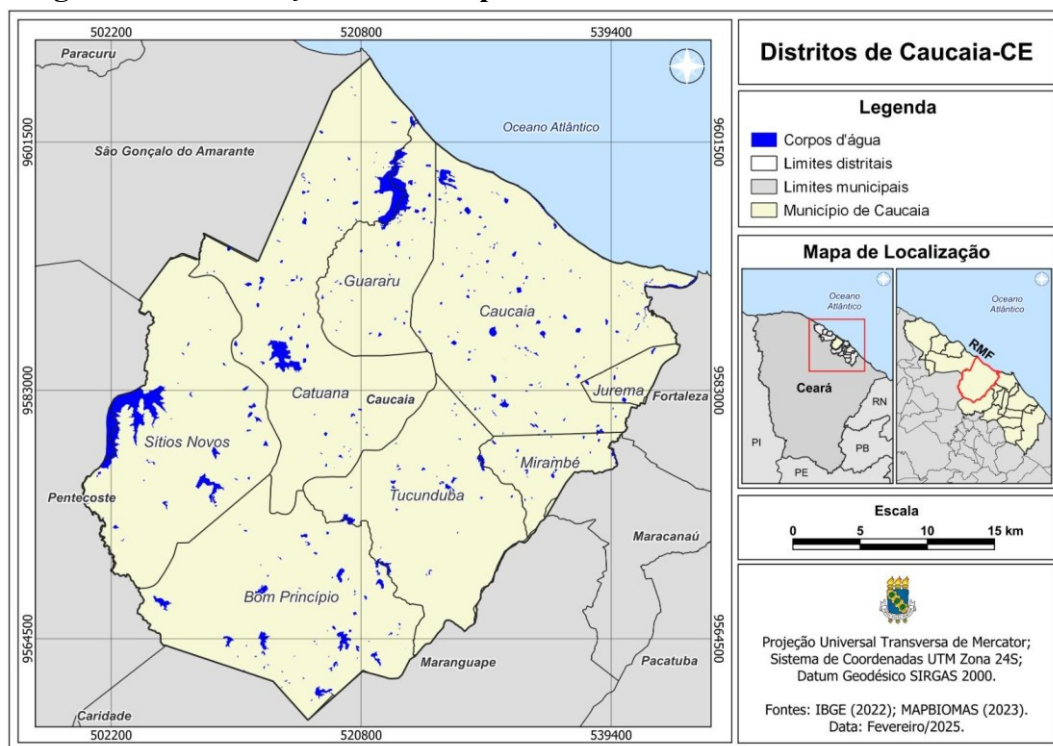 502200
520800
539400
Paracuru
Distritos de Caucaia-CE
Oceano Atlântico
9601500
9601500
São Gonçalo do Amarante
Legenda
Corpos d'água
Limites distritais
Limites municipais
Município de Caucaia
Guararu
Caucaia
Mapa de Localização
Oceano
Atlântico
Oceano
Atlântico
RMF
Ceará
RN
PB
PI
PE
9583000
9583000
Catuana
Caucaia
Jurema
Fortaleza
Sítios Novos
Mirambé
Tucunduba
Pentecoste
Maracanaú
Escala
0 5 10 15 km
Bom Princípio
9564500
9564500
Maranguape
Pacatuba
Caridade
502200
520800
539400
Projeção Universal Transversa de Mercator;
Sistema de Coordenadas UTM Zona 24S;
Datum Geodésico SIRGAS 2000.
Fontes: IBGE (2022); MAPBIOMAS (2023).
Data: Fevereiro/2025.